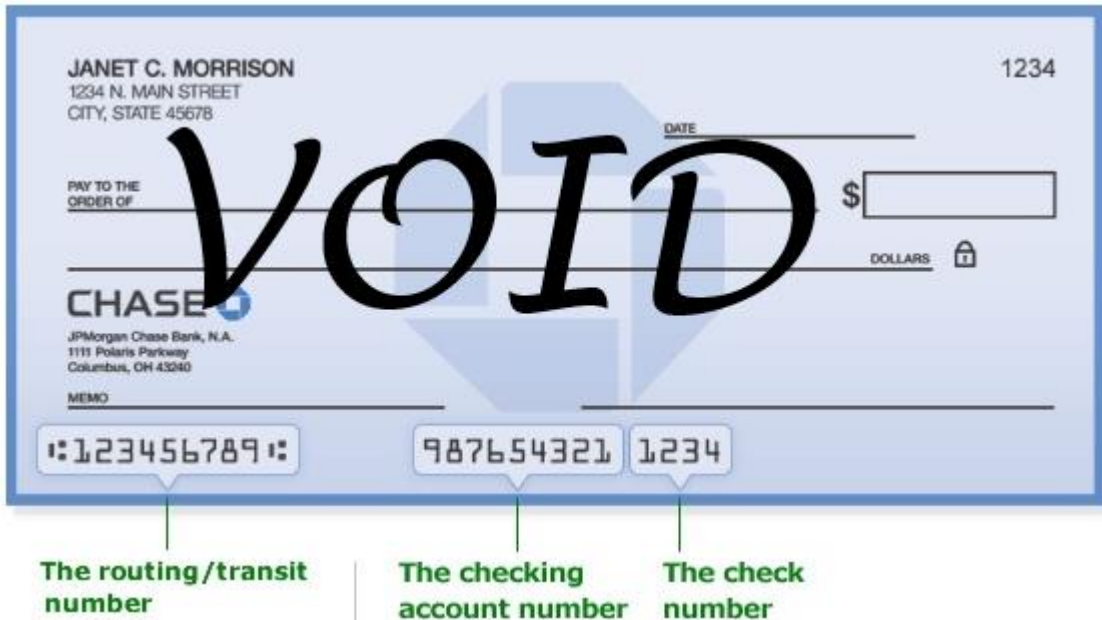 JANET C. MORRISON
1234 N. MAIN STREET
CITY, STATE 45678
1234
DATE
PAY TO THE
ORDER OF
$
DOLLARS
VOID
CHASE
JPMorgan Chase Bank, N.A.
1111 Polaris Parkway
Columbus, OH 43240
MEMO
⑆123456789⑆ 987654321 1234
The routing/transit
number
The checking
account number
The check
number